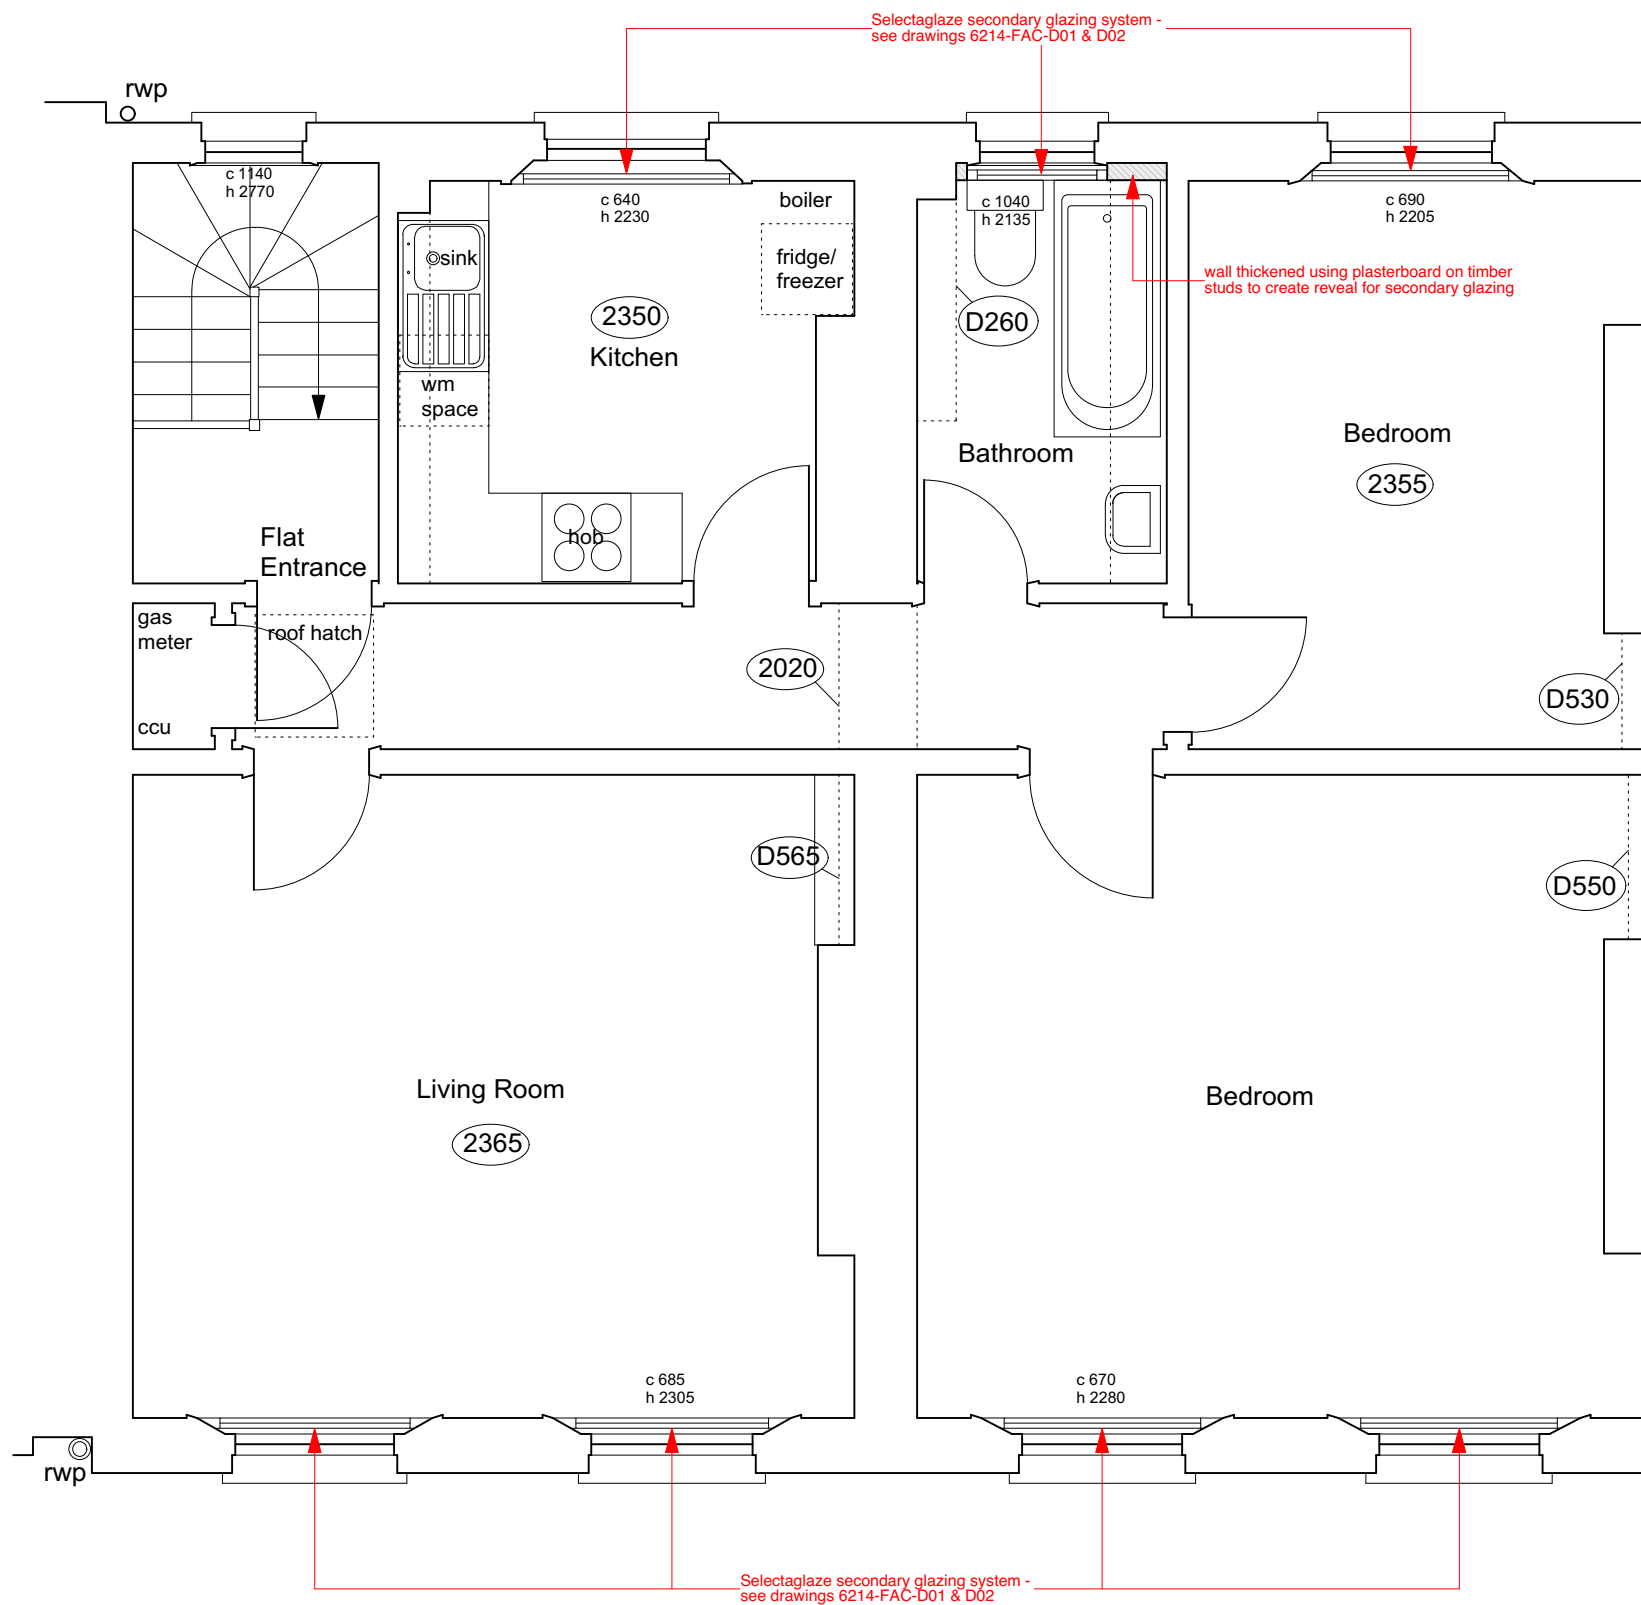 Selectaglaze secondary glazing system -
see drawings 6214-FAC-D01 & D02
rwp
c 1140
h 2770
c 640
h 2230
boiler
c 1040
h 2135
c 690
h 2205
sink
fridge/
freezer
wall thickened using plasterboard on timber
studs to create reveal for secondary glazing
2350
Kitchen
D260
wm
space
Bathroom
Bedroom
2355
hob
Flat
Entrance
gas
meter
roof hatch
2020
D530
ccu
D565
D550
Living Room
2365
Bedroom
c 685
h 2305
c 670
h 2280
rwp
Selectaglaze secondary glazing system -
see drawings 6214-FAC-D01 & D02